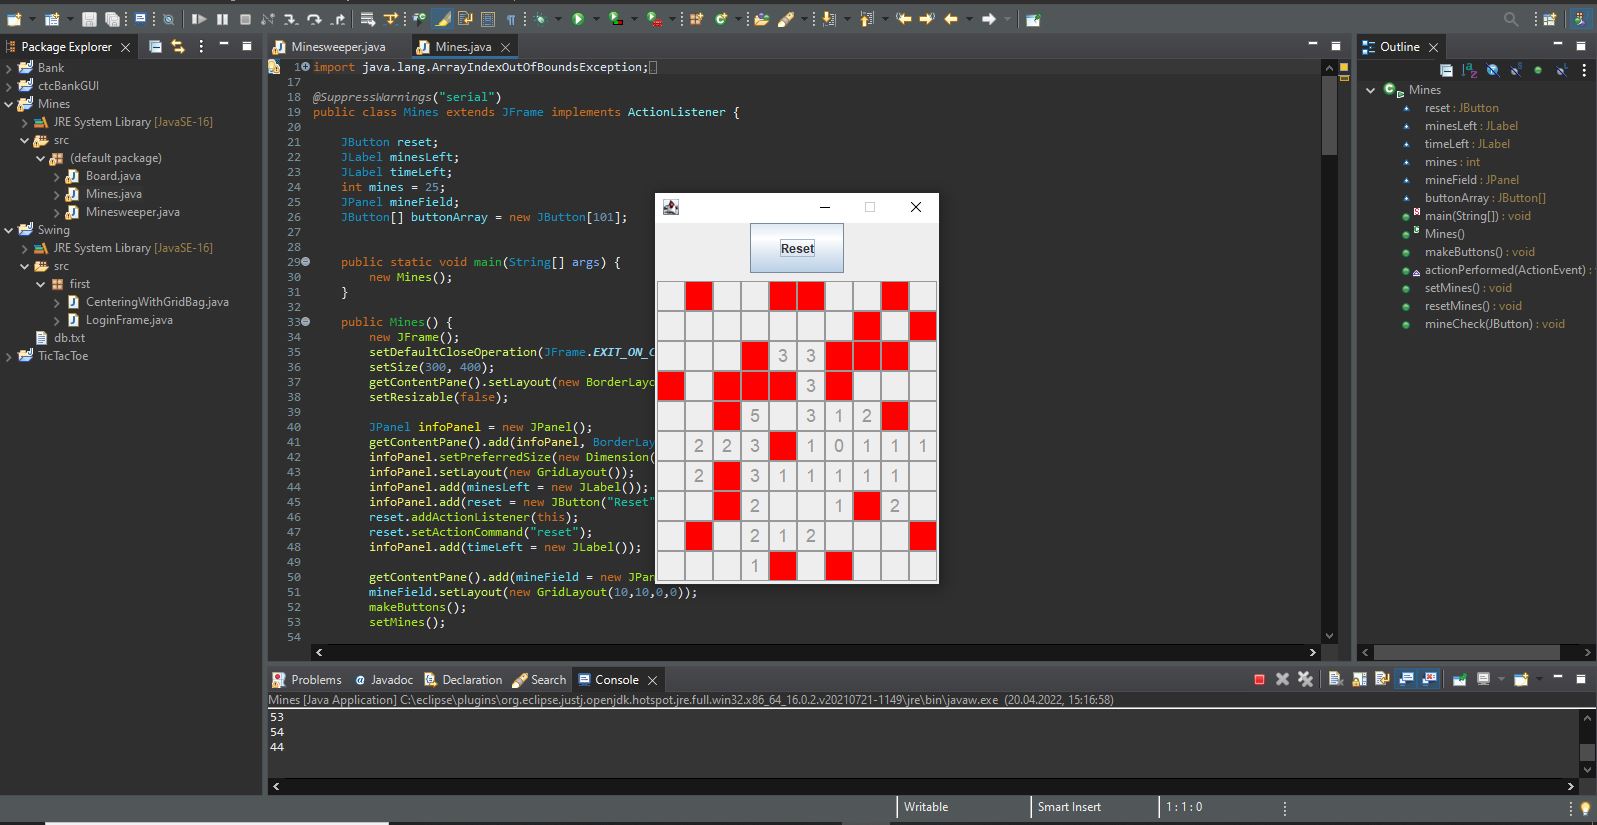 Package Explorer
Minesweeper.java
Mines.java
Outline
Bank
ctcBankGUI
Mines
JRE System Library [JavaSE-16]
src
(default package)
Board.java
Mines.java
Minesweeper.java
Swing
JRE System Library [JavaSE-16]
src
first
CenteringWithGridBag.java
LoginFrame.java
db.txt
TicTacToe
1 import java.lang.ArrayIndexOutOfBoundsException;
17
18 @SuppressWarnings("serial")
19 public class Mines extends JFrame implements ActionListener {
20
21 JButton reset;
22 JLabel minesLeft;
23 JLabel timeLeft;
24 int mines = 25;
25 JPanel mineField;
26 JButton[] buttonArray = new JButton[101];
27
28
29 public static void main(String[] args) {
30 new Mines();
31 }
32
33 public Mines() {
34 new JFrame();
35 setDefaultCloseOperation(JFrame.EXIT_ON_C
36 setSize(300, 400);
37 getContentPane().setLayout(new BorderLayo
38 setResizable(false);
39
40 JPanel infoPanel = new JPanel();
41 getContentPane().add(infoPanel, BorderLay
42 infoPanel.setPreferredSize(new Dimension(
43 infoPanel.setLayout(new GridLayout());
44 infoPanel.add(minesLeft = new JLabel());
45 infoPanel.add(reset = new JButton("Reset"
46 reset.addActionListener(this);
47 reset.setActionCommand("reset");
48 infoPanel.add(timeLeft = new JLabel());
49
50 getContentPane().add(mineField = new JPan
51 mineField.setLayout(new GridLayout(10,10,0,0));
52 makeButtons();
53 setMines();
54
Reset
3 3
3
5 3 1 2
2 2 3 1 0 1 1 1
2 3 1 1 1 1 1
2 1 2
2 1 2
1
Mines
reset : JButton
minesLeft : JLabel
timeLeft : JLabel
mines : int
mineField : JPanel
buttonArray : JButton[]
main(String[]) : void
Mines()
makeButtons() : void
actionPerformed(ActionEvent) :
setMines() : void
resetMines() : void
mineCheck(JButton) : void
Problems
Javadoc
Declaration
Search
Console
Mines [Java Application] C:\eclipse\plugins\org.eclipse.justj.openjdk.hotspot.jre.full.win32.x86_64_16.0.2.v20210721-1149\jre\bin\javaw.exe (20.04.2022, 15:16:58)
53
54
44
Writable
Smart Insert
1 : 1 : 0